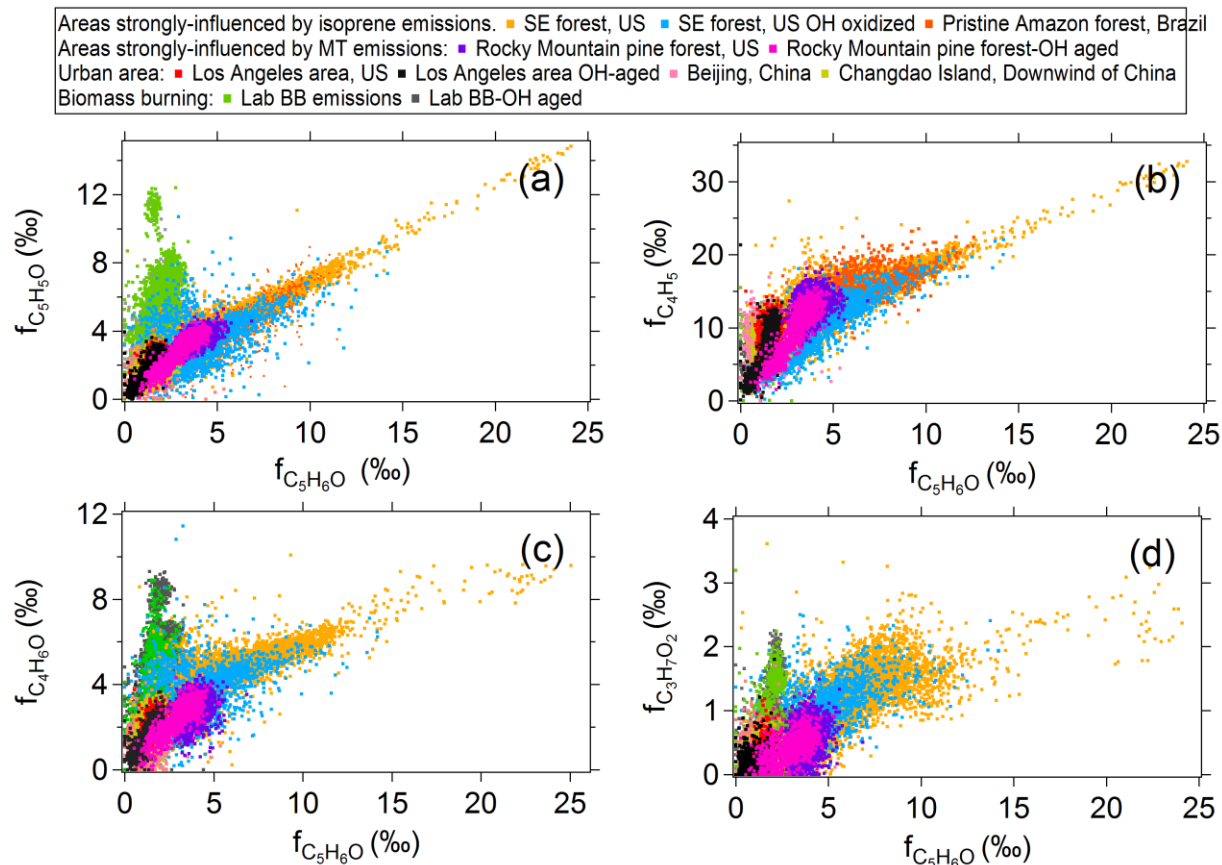 Areas strongly-influenced by isoprene emissions. SE forest, US SE forest, US OH oxidized Pristine Amazon forest, Brazil
Areas strongly-influenced by MT emissions: Rocky Mountain pine forest, US Rocky Mountain pine forest-OH aged
Urban area: Los Angeles area, US Los Angeles area OH-aged Beijing, China Changdao Island, Downwind of China
Biomass burning: Lab BB emissions Lab BB-OH aged
(a)
fC5H5O (‰)
12
8
4
0
0 5 10 15 20 25
fC5H6O (‰)
(b)
fC4H5 (‰)
30
20
10
0
0 5 10 15 20 25
fC5H6O (‰)
(c)
fC4H6O (‰)
12
8
4
0
0 5 10 15 20 25
fC5H6O (‰)
(d)
fC3H7O2 (‰)
4
3
2
1
0
0 5 10 15 20 25
fC5H6O (‰)